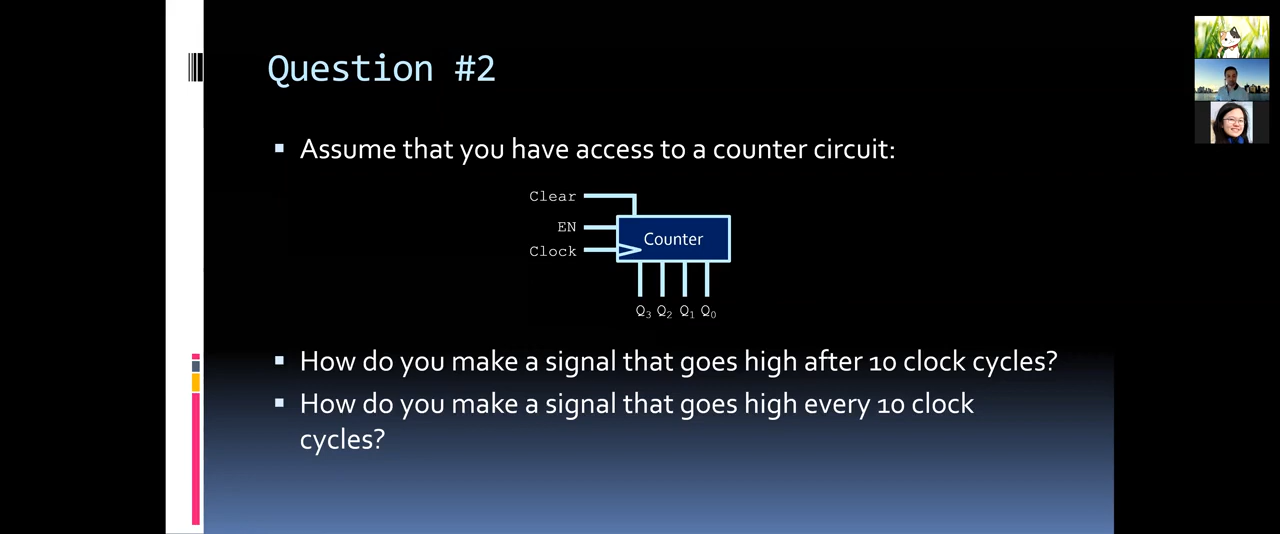 Question #2
Assume that you have access to a counter circuit:
Clear
EN
Clock
Counter
Q3 Q2 Q1 Q0
How do you make a signal that goes high after 10 clock cycles?
How do you make a signal that goes high every 10 clock
cycles?